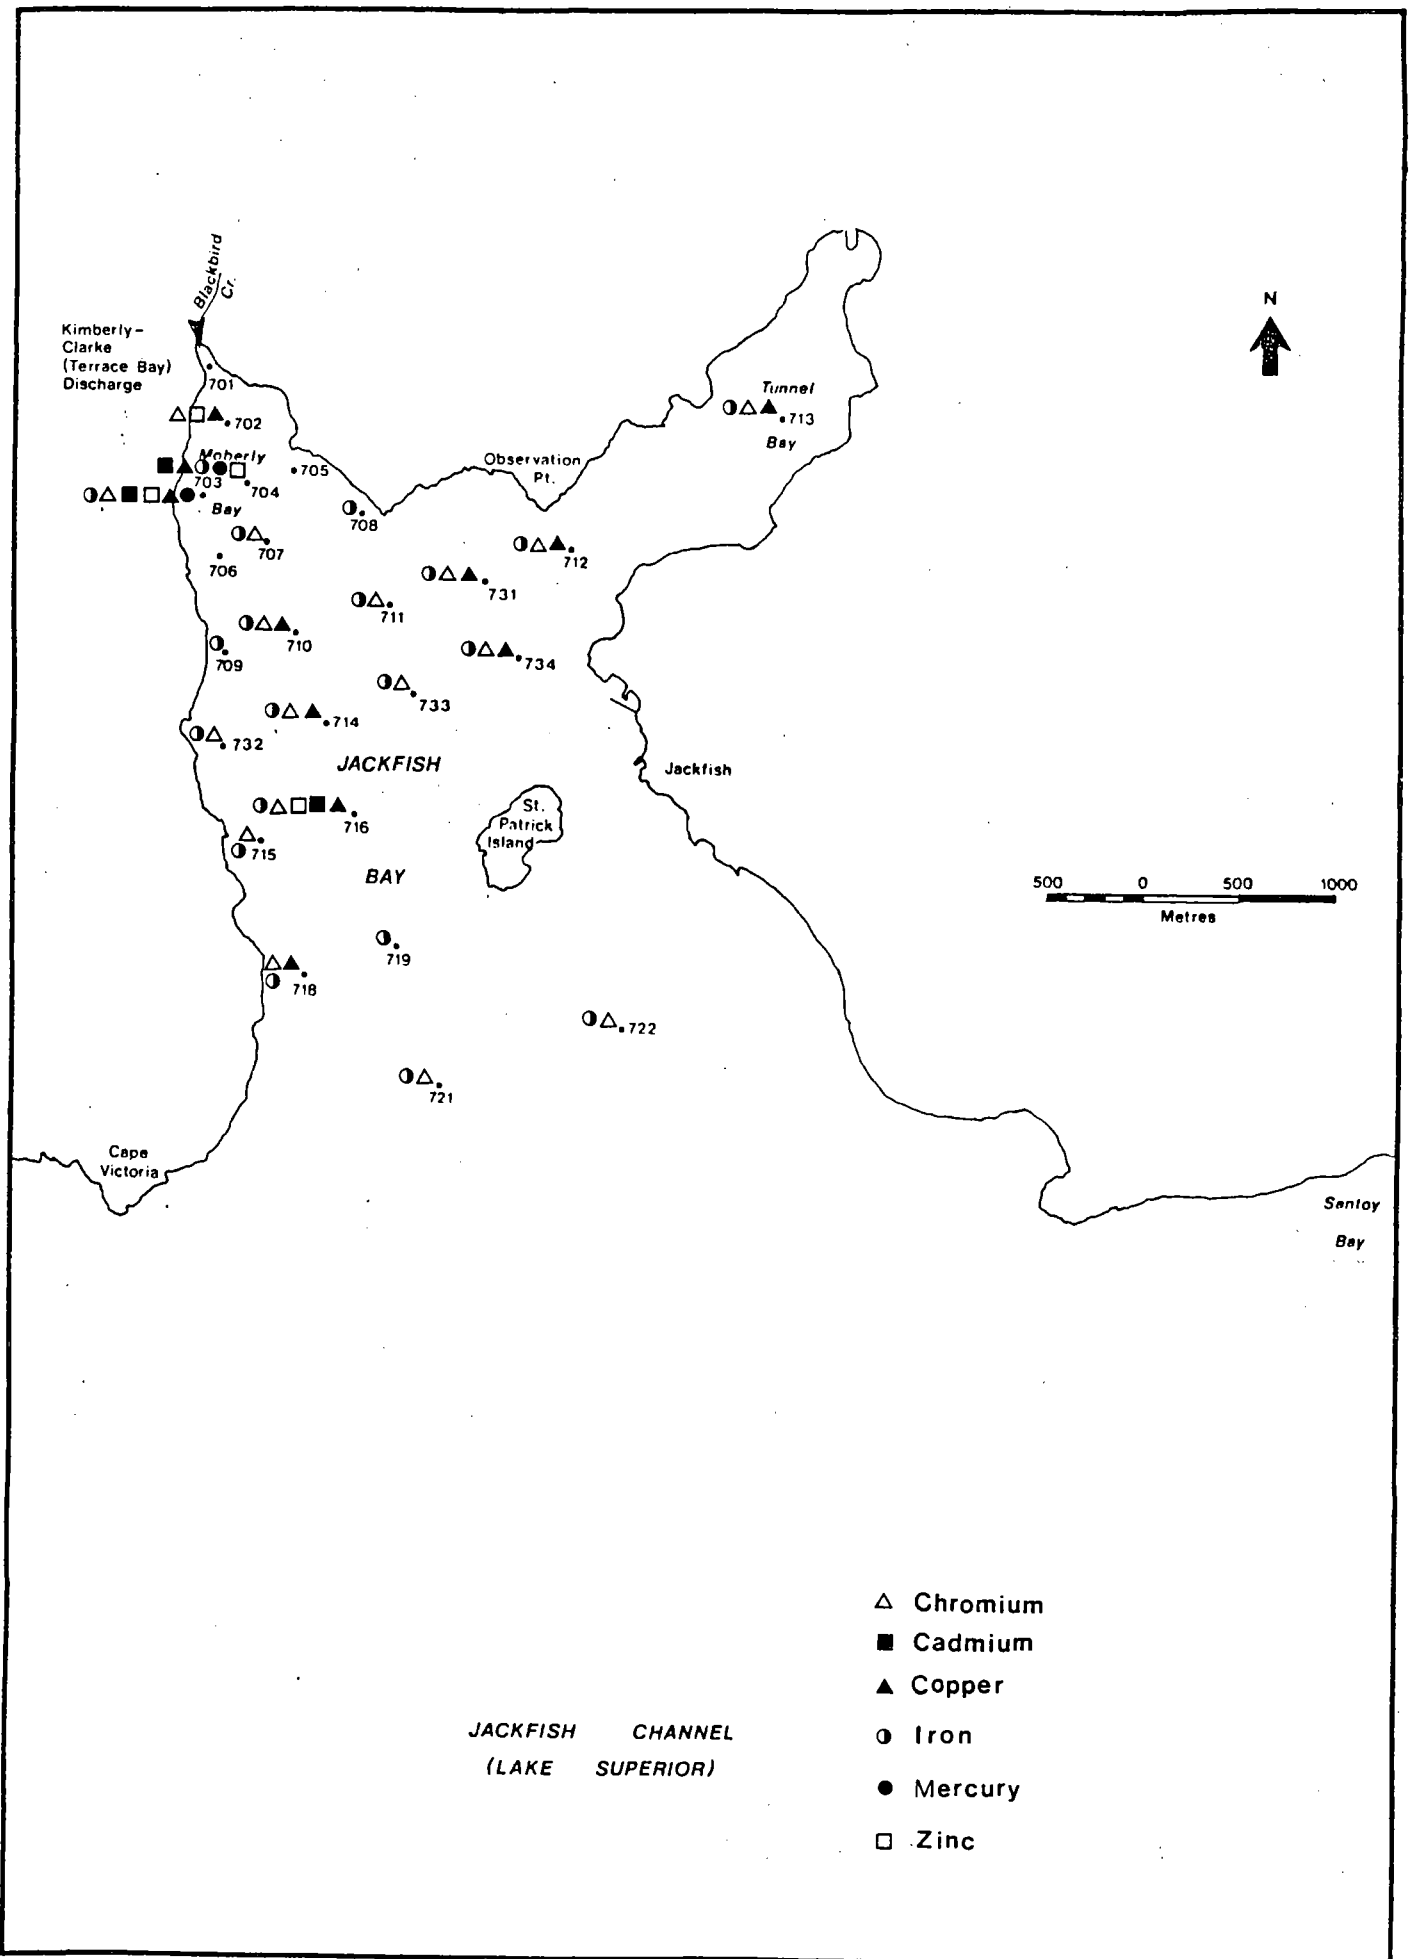 Blackbird
Cr.
Kimberly-
Clarke
(Terrace Bay)
Discharge
N
701
702
Tunnel
713
Bay
Moberly
703
704
705
Bay
Observation
Pt.
708
707
706
712
731
711
710
709
734
733
714
732
JACKFISH
Jackfish
St.
Patrick
Island
716
715
BAY
500 0 500 1000
Metres
719
718
722
721
Cape
Victoria
Santoy
Bay
Chromium
Cadmium
Copper
Iron
Mercury
Zinc
JACKFISH CHANNEL
(LAKE SUPERIOR)